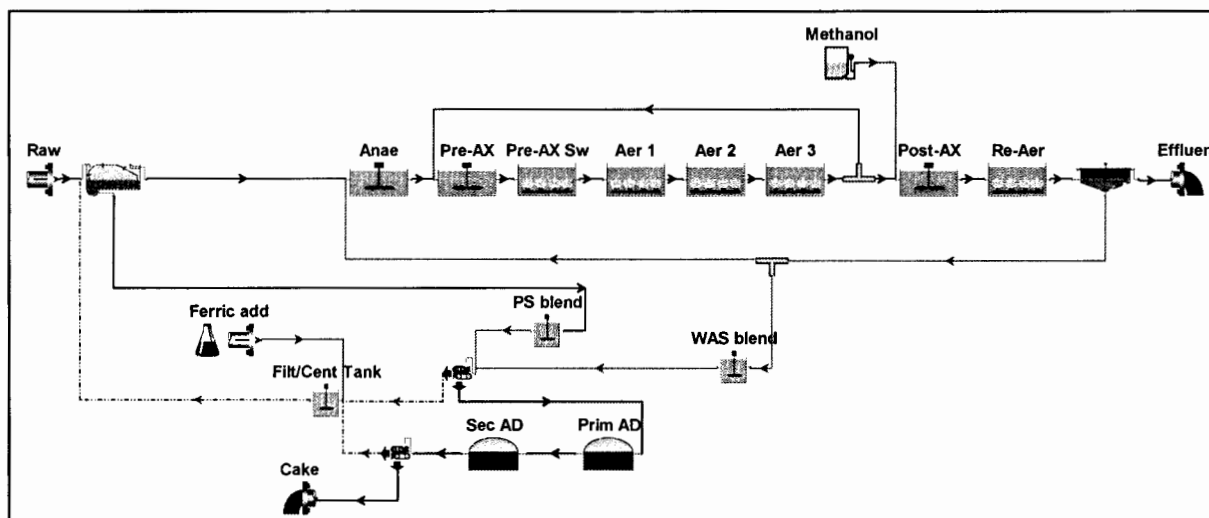 Methanol
Raw
Anae
Pre-AX
Pre-AX Sw
Aer 1
Aer 2
Aer 3
Post-AX
Re-Aer
Effluen
PS blend
Ferric add
WAS blend
Filt/Cent Tank
Sec AD
Prim AD
Cake